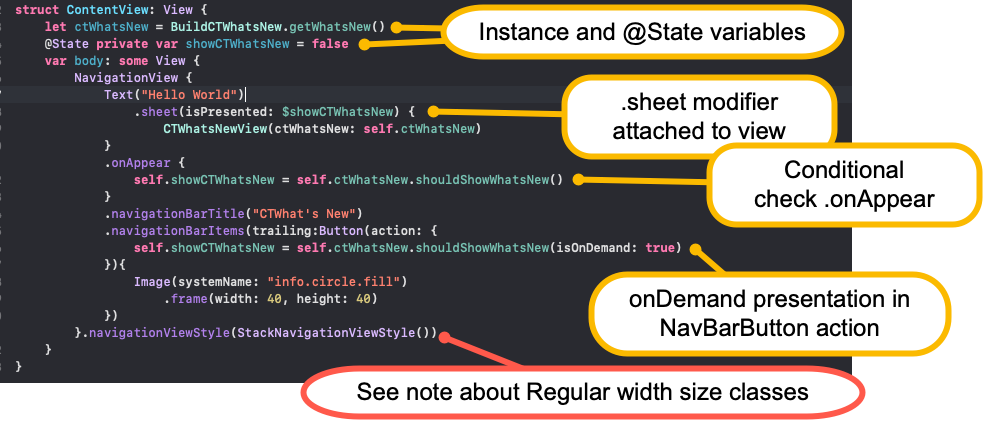 struct ContentView: View {
let ctWhatsNew = BuildCTWhatsNew.getWhatsNew()
@State private var showCTWhatsNew = false
var body: some View {
NavigationView {
Text("Hello World")
.sheet(isPresented: $showCTWhatsNew) {
CTWhatsNewView(ctWhatsNew: self.ctWhatsNew)
}
.onAppear {
self.showCTWhatsNew = self.ctWhatsNew.shouldShowWhatsNew()
}
.navigationBarTitle("CTWhat's New")
.navigationBarItems(trailing:Button(action: {
self.showCTWhatsNew = self.ctWhatsNew.shouldShowWhatsNew(isOnDemand: true)
}){
Image(systemName: "info.circle.fill")
.frame(width: 40, height: 40)
})
}.navigationViewStyle(StackNavigationViewStyle())
}
}
Instance and @State variables
.sheet modifier
attached to view
Conditional
check .onAppear
onDemand presentation in
NavBarButton action
See note about Regular width size classes